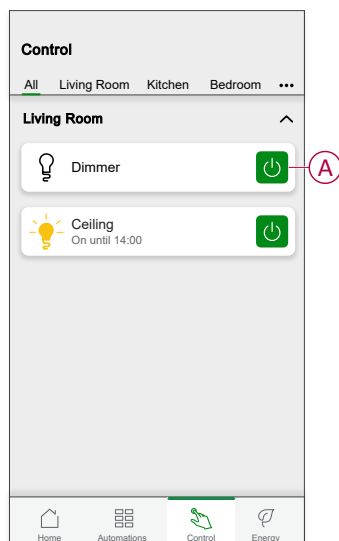 Control
All Living Room Kitchen Bedroom •••
Living Room
Dimmer
A
Ceiling
On until 14:00
Home Automations Control Energy